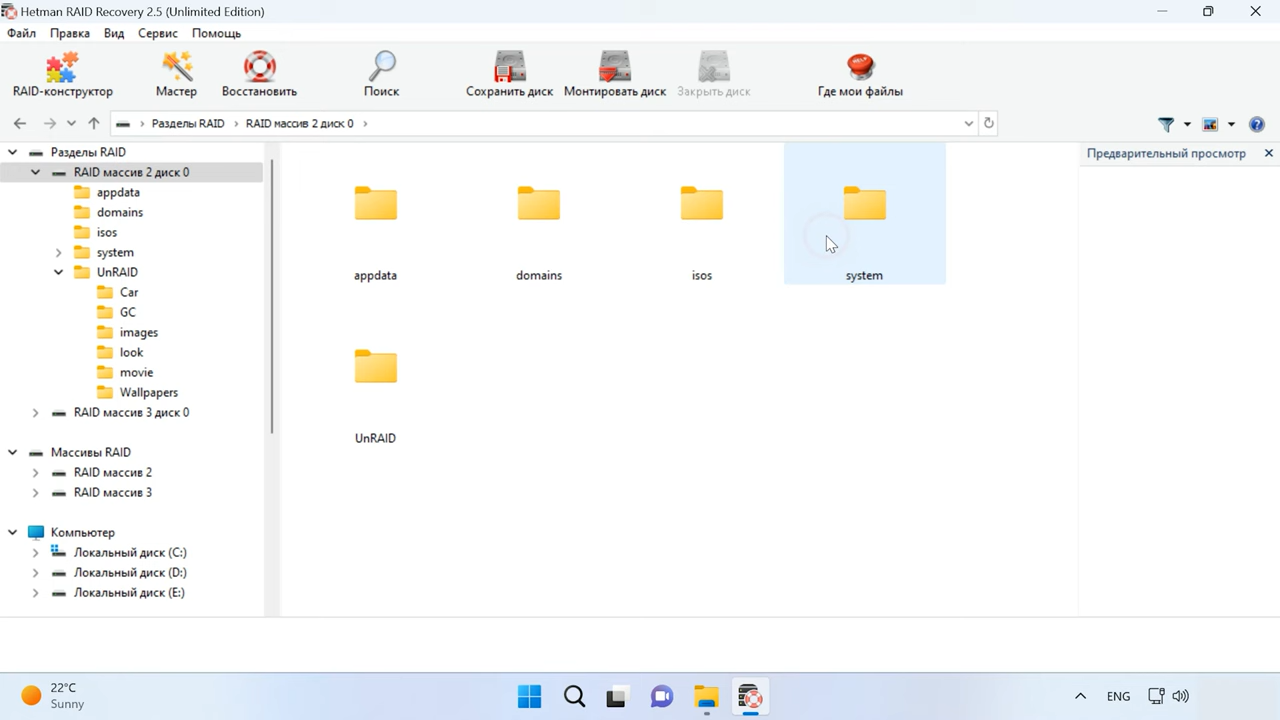 Hetman RAID Recovery 2.5 (Unlimited Edition)
Файл Правка Вид Сервис Помощь
RAID-конструктор Мастер Восстановить Поиск Сохранить диск Монтировать диск Закрыть диск Где мои файлы
Разделы RAID RAID массив 2 диск 0
Разделы RAID
RAID массив 2 диск 0
appdata
domains
isos
system
UnRAID
Car
GC
images
look
movie
Wallpapers
RAID массив 3 диск 0
Массивы RAID
RAID массив 2
RAID массив 3
Компьютер
Локальный диск (C:)
Локальный диск (D:)
Локальный диск (E:)
appdata domains isos system
UnRAID
Предварительный просмотр
22°C
Sunny
ENG